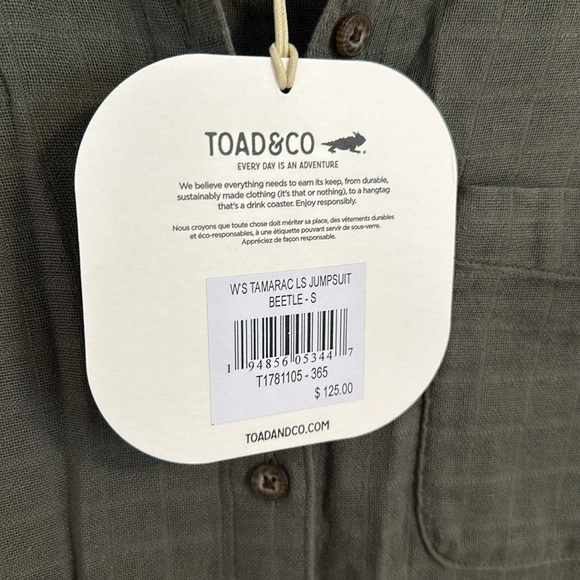 TOAD&CO
EVERY DAY IS AN ADVENTURE
We believe everything needs to earn its keep, from durable,
sustainably made clothing (it's that or nothing), to a hangtag
that's a drink coaster. Enjoy responsibly.
Nous croyons que toute chose doit mériter sa place, des vêtements durables
et éco-responsables, à une étiquette pouvant servir de sous-verre.
Appréciez de façon responsable.
W'S TAMARAC LS JUMPSUIT
BEETLE - S
1 94856 05344 7
T1781105 - 365
$ 125.00
TOADANDCO.COM